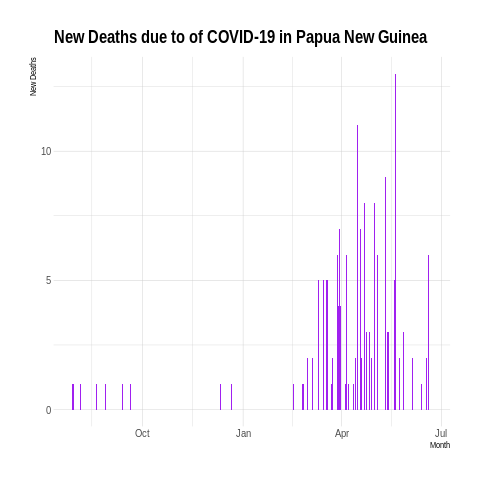 New Deaths due to of COVID-19 in Papua New Guinea
New Deaths
10
5
0
Oct Jan Apr Jul
Month